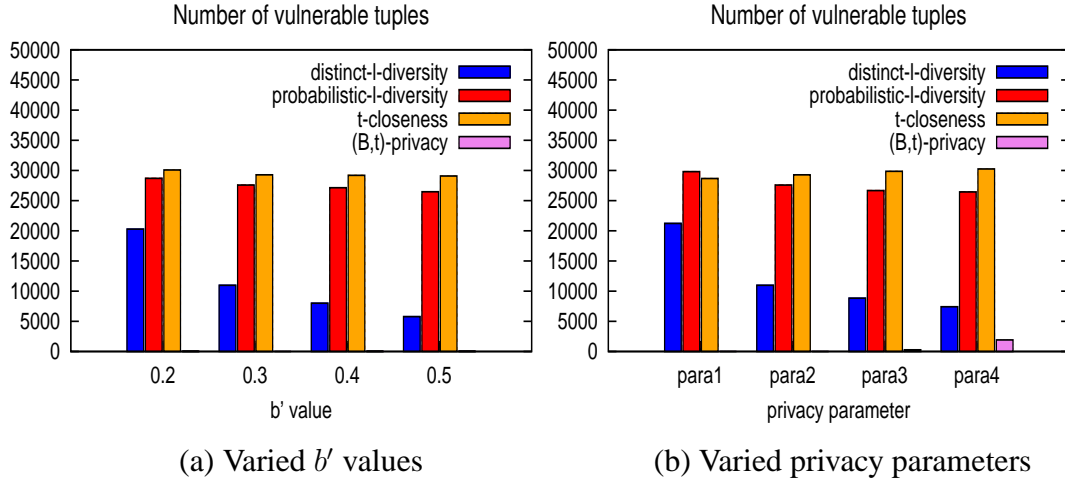 Number of vulnerable tuples
50000
45000
40000
35000
30000
25000
20000
15000
10000
5000
0
distinct-l-diversity
probabilistic-l-diversity
t-closeness
(B,t)-privacy
0.2 0.3 0.4 0.5
b' value
(a) Varied b′ values
Number of vulnerable tuples
50000
45000
40000
35000
30000
25000
20000
15000
10000
5000
0
distinct-l-diversity
probabilistic-l-diversity
t-closeness
(B,t)-privacy
para1 para2 para3 para4
privacy parameter
(b) Varied privacy parameters